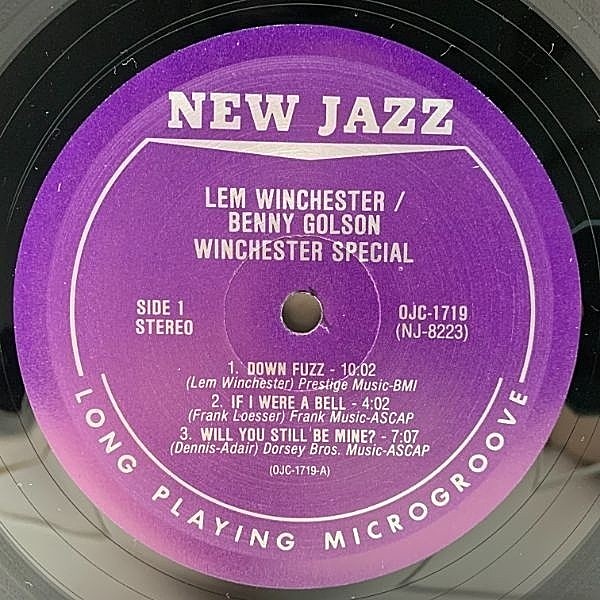 NEW JAZZ
LEM WINCHESTER /
BENNY GOLSON
WINCHESTER SPECIAL
SIDE 1
STEREO
OJC-1719
(NJ-8223)
1. DOWN FUZZ - 10:02
(Lem Winchester) Prestige Music-BMI
2. IF I WERE A BELL - 4:02
(Frank Loesser) Frank Music-ASCAP
3. WILL YOU STILL BE MINE? - 7:07
(Dennis-Adair) Dorsey Bros. Music-ASCAP
(OJC-1719-A)
LONG PLAYING MICROGROOVE